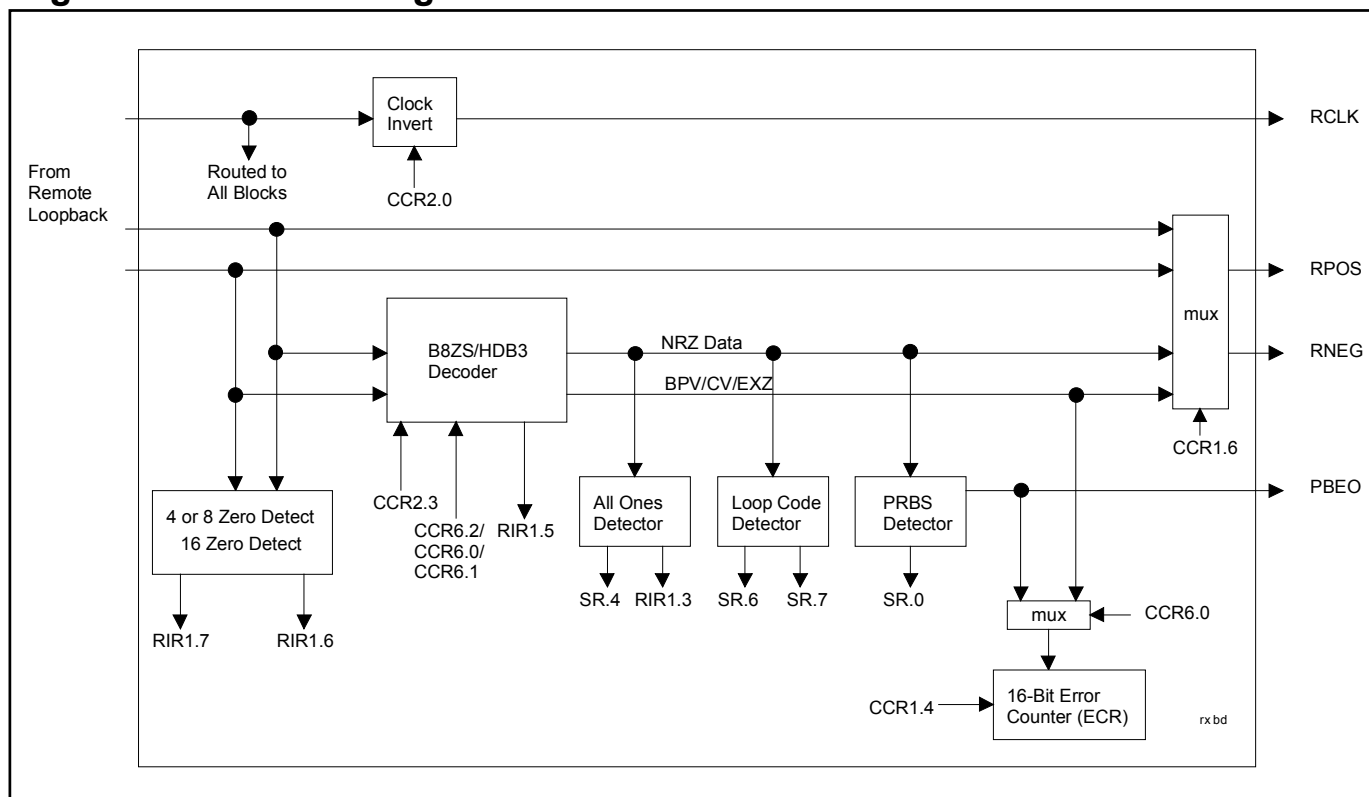 Clock
Invert
RCLK
From
Remote
Loopback
Routed to
All Blocks
CCR2.0
RPOS
mux
B8ZS/HDB3
Decoder
NRZ Data
RNEG
BPV/CV/EXZ
CCR1.6
4 or 8 Zero Detect
16 Zero Detect
CCR2.3
CCR6.2/
CCR6.0/
CCR6.1
RIR1.5
All Ones
Detector
Loop Code
Detector
PRBS
Detector
PBEO
SR.4
RIR1.3
SR.6
SR.7
SR.0
RIR1.7
RIR1.6
mux
CCR6.0
CCR1.4
16-Bit Error
Counter (ECR)
rx bd